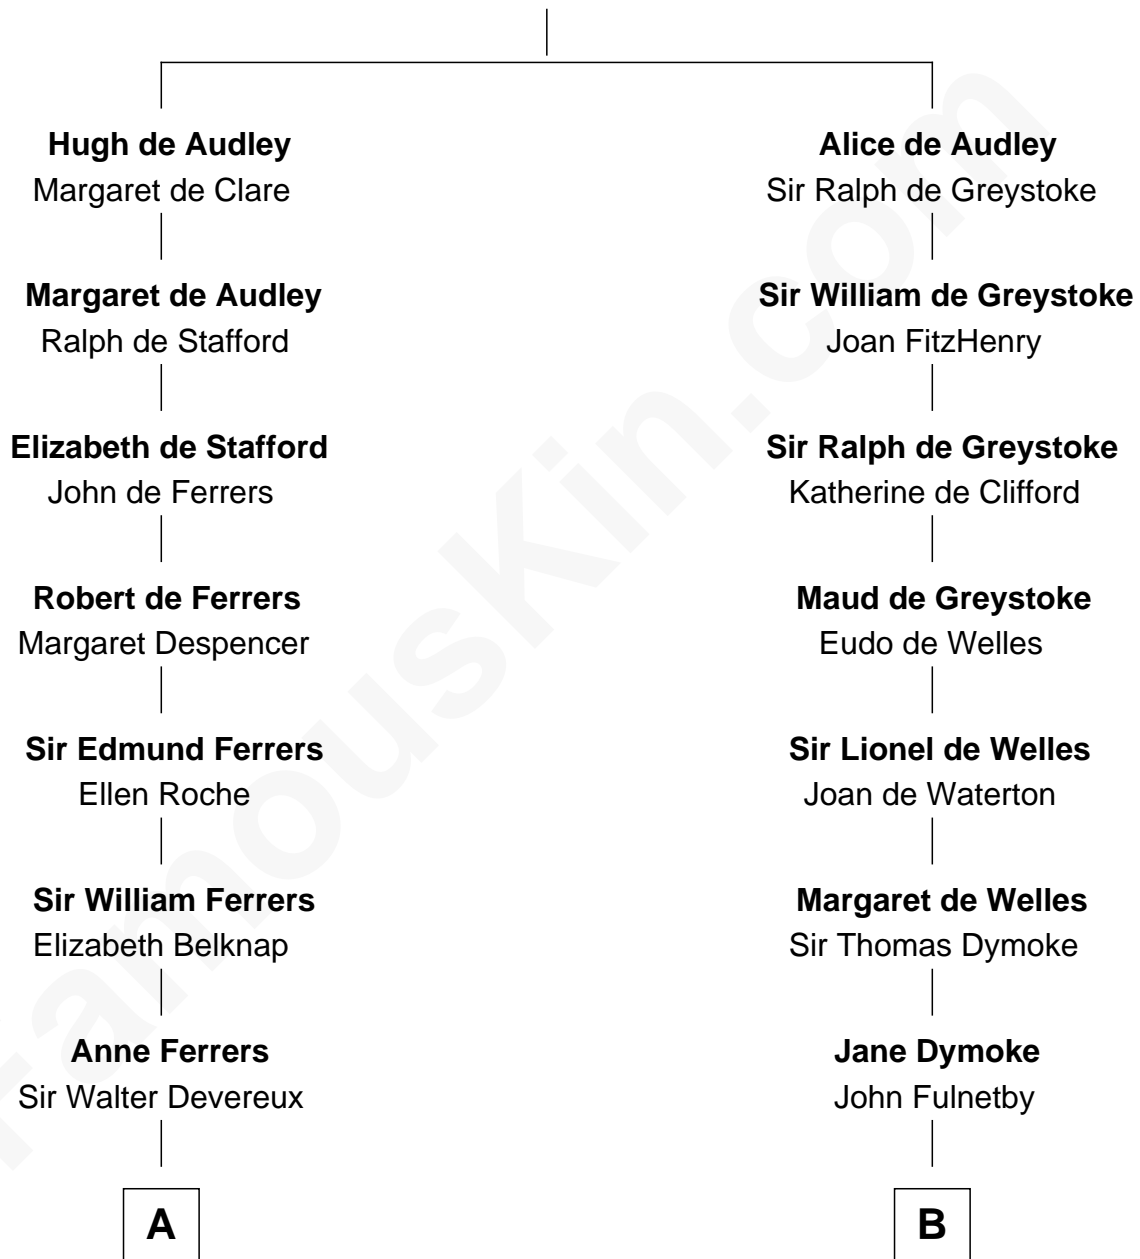 Hugh de Audley
Margaret de Clare
Margaret de Audley
Ralph de Stafford
Elizabeth de Stafford
John de Ferrers
Robert de Ferrers
Margaret Despencer
Sir Edmund Ferrers
Ellen Roche
Sir William Ferrers
Elizabeth Belknap
Anne Ferrers
Sir Walter Devereux
A
Alice de Audley
Sir Ralph de Greystoke
Sir William de Greystoke
Joan FitzHenry
Sir Ralph de Greystoke
Katherine de Clifford
Maud de Greystoke
Eudo de Welles
Sir Lionel de Welles
Joan de Waterton
Margaret de Welles
Sir Thomas Dymoke
Jane Dymoke
John Fulnetby
B
FamousKin.com